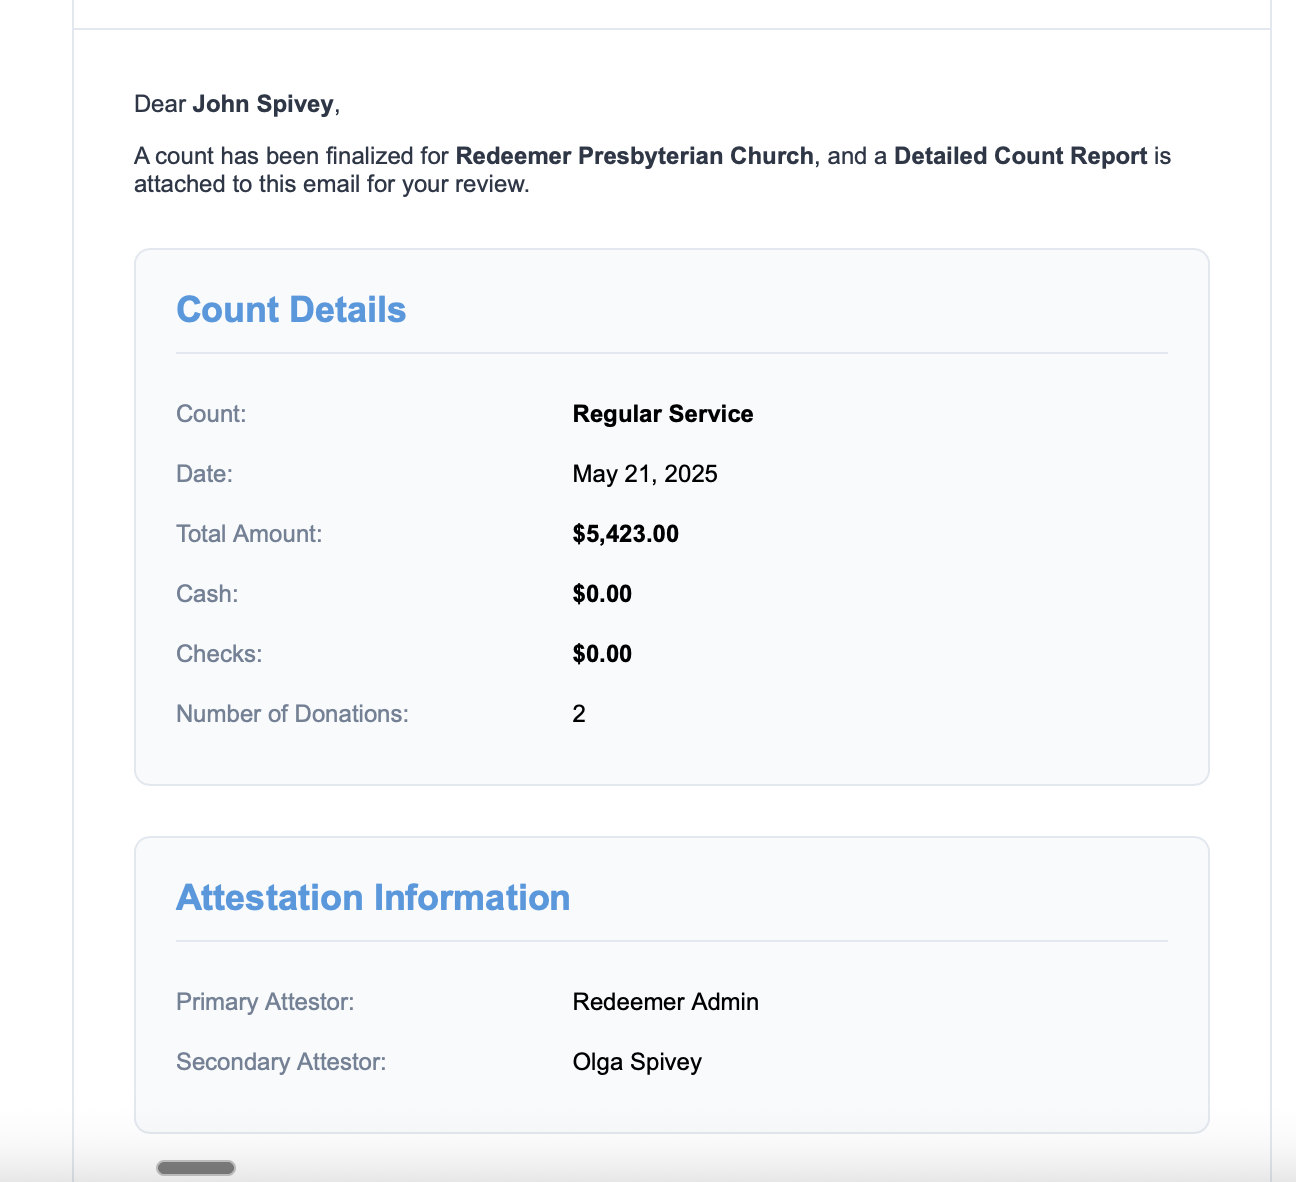 Dear John Spivey,
A count has been finalized for Redeemer Presbyterian Church, and a Detailed Count Report is
attached to this email for your review.
Count Details
Count: Regular Service
Date: May 21, 2025
Total Amount: $5,423.00
Cash: $0.00
Checks: $0.00
Number of Donations: 2
Attestation Information
Primary Attestor: Redeemer Admin
Secondary Attestor: Olga Spivey